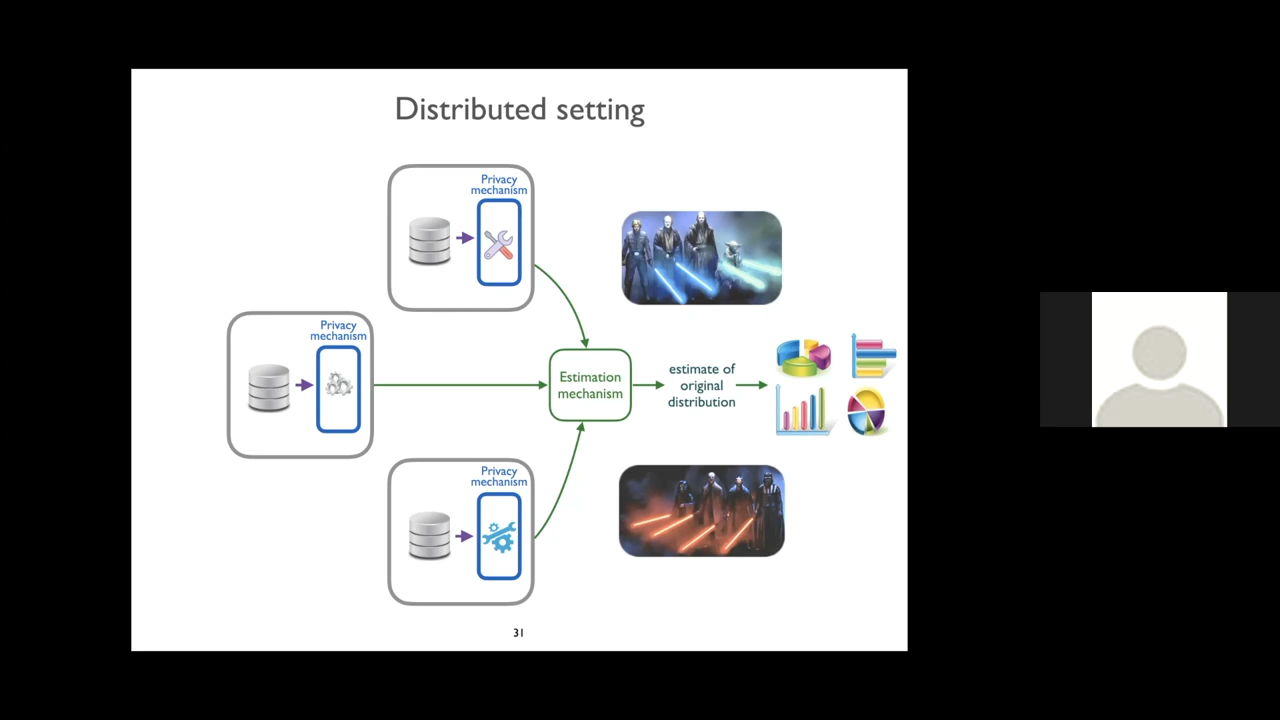 Distributed setting
Privacy
mechanism
Privacy
mechanism
Estimation
mechanism
estimate of
original
distribution
Privacy
mechanism
31